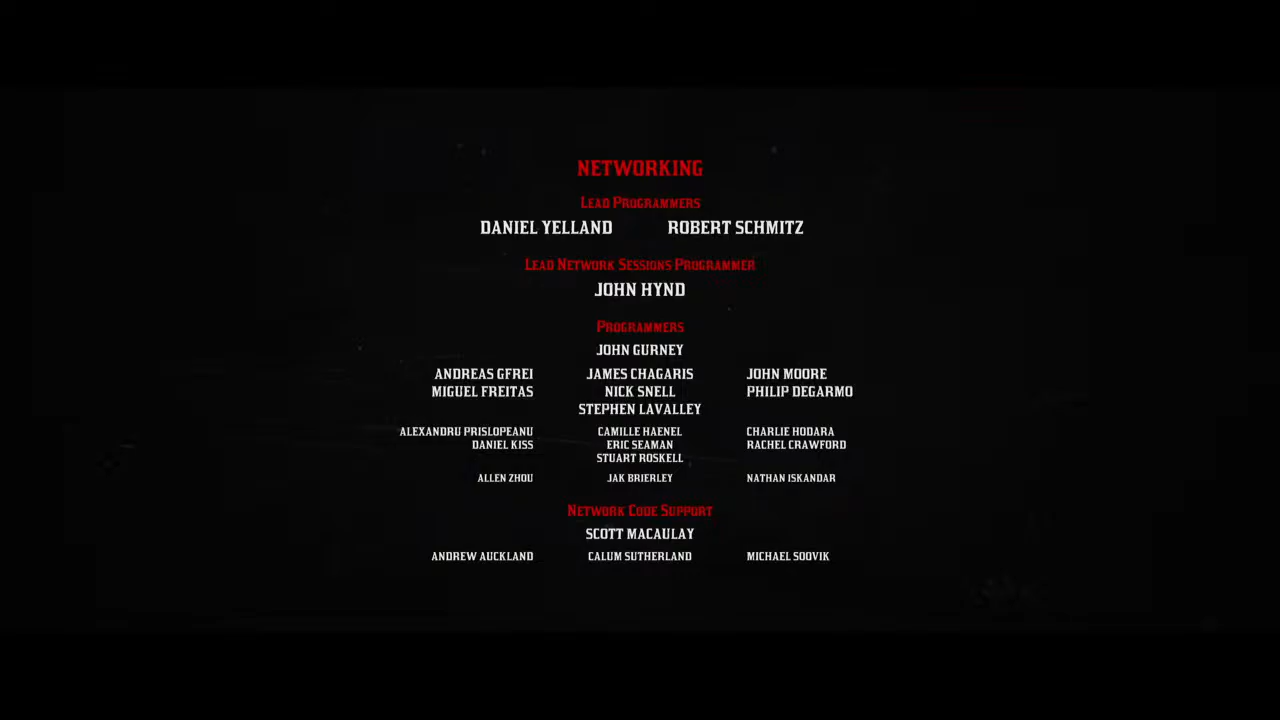 NETWORKING
LEAD PROGRAMMERS
DANIEL YELLAND ROBERT SCHMITZ
LEAD NETWORK SESSIONS PROGRAMMER
JOHN HYND
PROGRAMMERS
JOHN GURNEY
ANDREAS GFREI JAMES CHAGARIS JOHN MOORE
MIGUEL FREITAS NICK SNELL PHILIP DEGARMO
STEPHEN LAVALLEY
ALEXANDRU PRISLOPEANU CAMILLE HAENEL CHARLIE HODARA
DANIEL KISS ERIC SEAMAN RACHEL CRAWFORD
STUART ROSKELL
ALLEN ZHOU JAK BRIERLEY NATHAN ISKANDAR
NETWORK CODE SUPPORT
SCOTT MACAULAY
ANDREW AUCKLAND CALUM SUTHERLAND MICHAEL SOOVIK